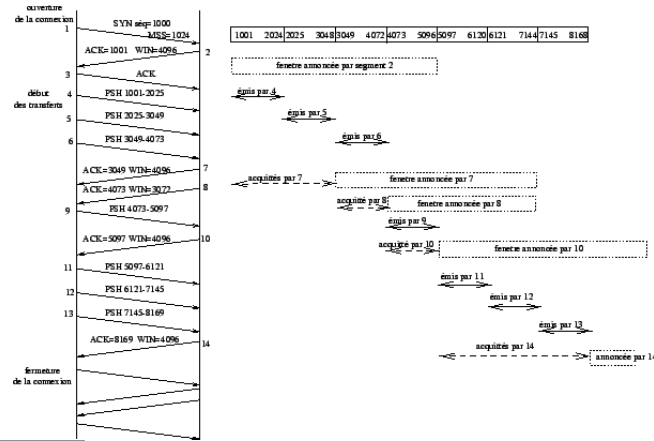 ouverture
de la connexion
1
SYN séq=1000
MSS=1024
ACK=1001 WIN=4096
2
3
ACK
début
des transferts
4
PSH 1001-2025
5
PSH 2025-3049
6
PSH 3049-4073
7
ACK=3049 WIN=4096
8
ACK=4073 WIN=3072
9
PSH 4073-5097
ACK=5097 WIN=4096
10
11
PSH 5097-6121
12
PSH 6121-7145
13
PSH 7145-8169
ACK=8169 WIN=4096
14
fermeture
de la connexion
1001 2024 2025 3048 3049 4072 4073 5096 5097 6120 6121 7144 7145 8168
fenetre annoncée par segment 2
émis par 4
émis par 5
émis par 6
acquittés par 7
fenetre annoncée par 7
acquitté par 8
fenetre annoncée par 8
émis par 9
acquitté par 10
fenetre annoncée par 10
émis par 11
émis par 12
émis par 13
acquittés par 14
annoncée par 14